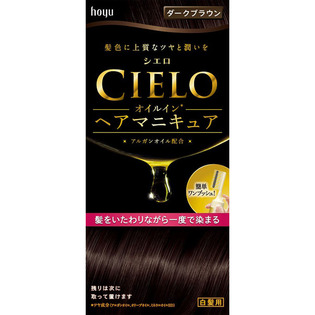 hoyu
ダークブラウン
髪色に上質なツヤと潤いを
シエロ
CIELO
オイルイン*
ヘアマニキュア
アルガンオイル配合
簡単
ワンプッシュ!
髪をいたわりながら一度で染まる
残りは次に
取って置けます
白髪用